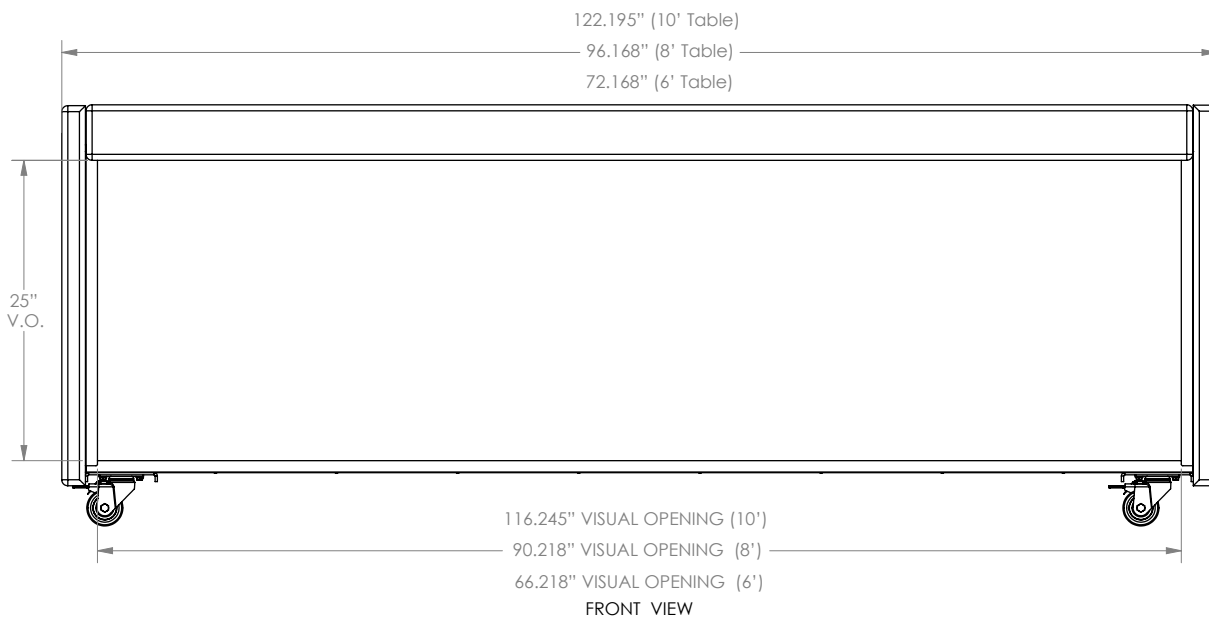 122.195” (10’ Table)
96.168” (8’ Table)
72.168” (6’ Table)
25”
V.O.
116.245” VISUAL OPENING (10’)
90.218” VISUAL OPENING (8’)
66.218” VISUAL OPENING (6’)
FRONT VIEW